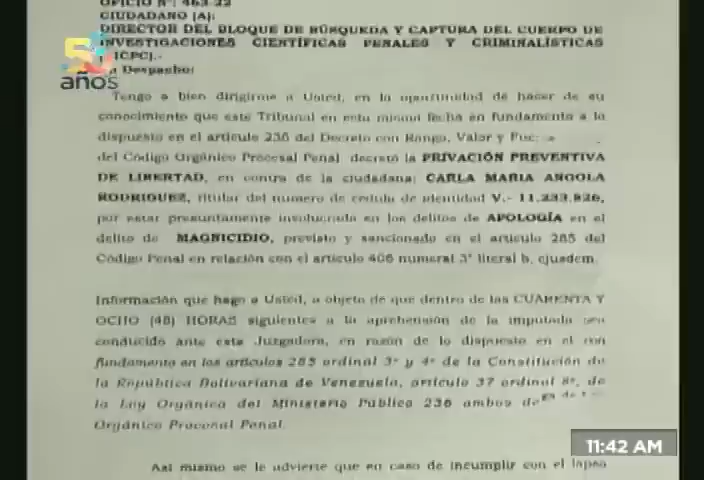 OFICIO Nº: 463-22
CIUDADANO (A):
DIRECTOR DEL BLOQUE DE BÚSQUEDA Y CAPTURA DEL CUERPO DE
INVESTIGACIONES CIENTÍFICAS PENALES Y CRIMINALÍSTICAS
CICPC).-
Despacho:
años
Tengo a bien dirigirme a Usted, en la oportunidad de hacer de su
conocimiento que este Tribunal en esta misma fecha en fundamento a lo
dispuesto en el artículo 236 del Decreto con Rango, Valor y
del Código Orgánico Procesal Penal decretó la PRIVACIÓN PREVENTIVA
DE LIBERTAD, en contra de la ciudadana: CARLA MARIA ANGOLA
RODRIGUEZ, titular del numero de cedula de identidad V.- 11.233.926,
por estar presuntamente involucrada en los delitos de APOLOGÍA en el
delito de MAGNICIDIO, previsto y sancionado en el artículo 285 del
Código Penal en relación con el artículo 406 numeral 3° literal b, ejusdem.
Información que hago a Usted, a objeto de que dentro de las CUARENTA Y
OCHO (48) HORAS siguientes a la aprehensión de la imputada sea
conducido ante este Juzgadora, en razón de lo dispuesto en el con
fundamento en los artículos 285 ordinal 3° y 4° de la Constitución de
la República Bolivariana de Venezuela, artículo 37 ordinal 8°, de
la Ley Orgánica del Ministerio Público 236 ambos
Orgánico Procesal Penal.
Así mismo se le advierte que en caso de incumplir con el lapso
11:42 AM